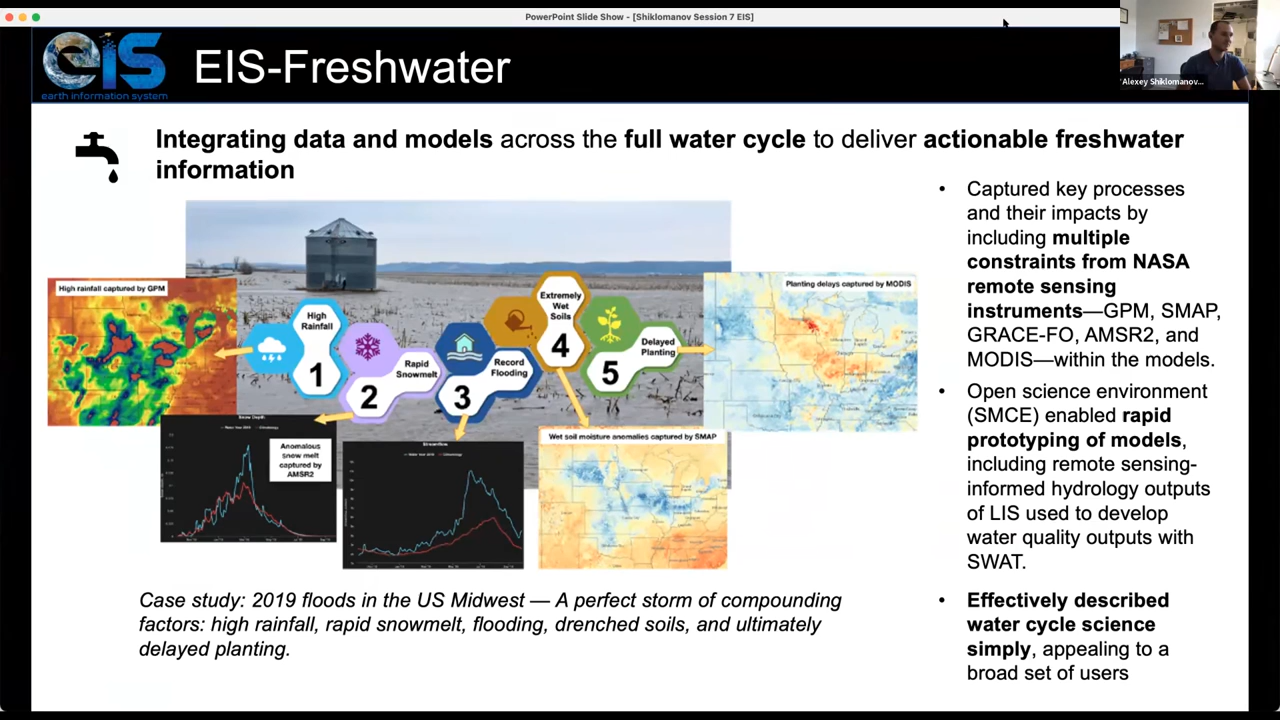 PowerPoint Slide Show - [Shiklomanov Session 7 EIS]
Alexey Shiklomanov...
eis
earth information system
EIS-Freshwater
Integrating data and models across the full water cycle to deliver actionable freshwater
information
High rainfall captured by GPM
High
Rainfall
1
Rapid
Snowmelt
2
Record
Flooding
3
Extremely
Wet
Soils
4
Delayed
Planting
5
Planting delays captured by MODIS
Snow Depth
Anomalous
snow melt
captured by
AMSR2
Streamflow
Wet soil moisture anomalies captured by SMAP
Case study: 2019 floods in the US Midwest — A perfect storm of compounding
factors: high rainfall, rapid snowmelt, flooding, drenched soils, and ultimately
delayed planting.
• Captured key processes
and their impacts by
including multiple
constraints from NASA
remote sensing
instruments—GPM, SMAP,
GRACE-FO, AMSR2, and
MODIS—within the models.
• Open science environment
(SMCE) enabled rapid
prototyping of models,
including remote sensing-
informed hydrology outputs
of LIS used to develop
water quality outputs with
SWAT.
• Effectively described
water cycle science
simply, appealing to a
broad set of users